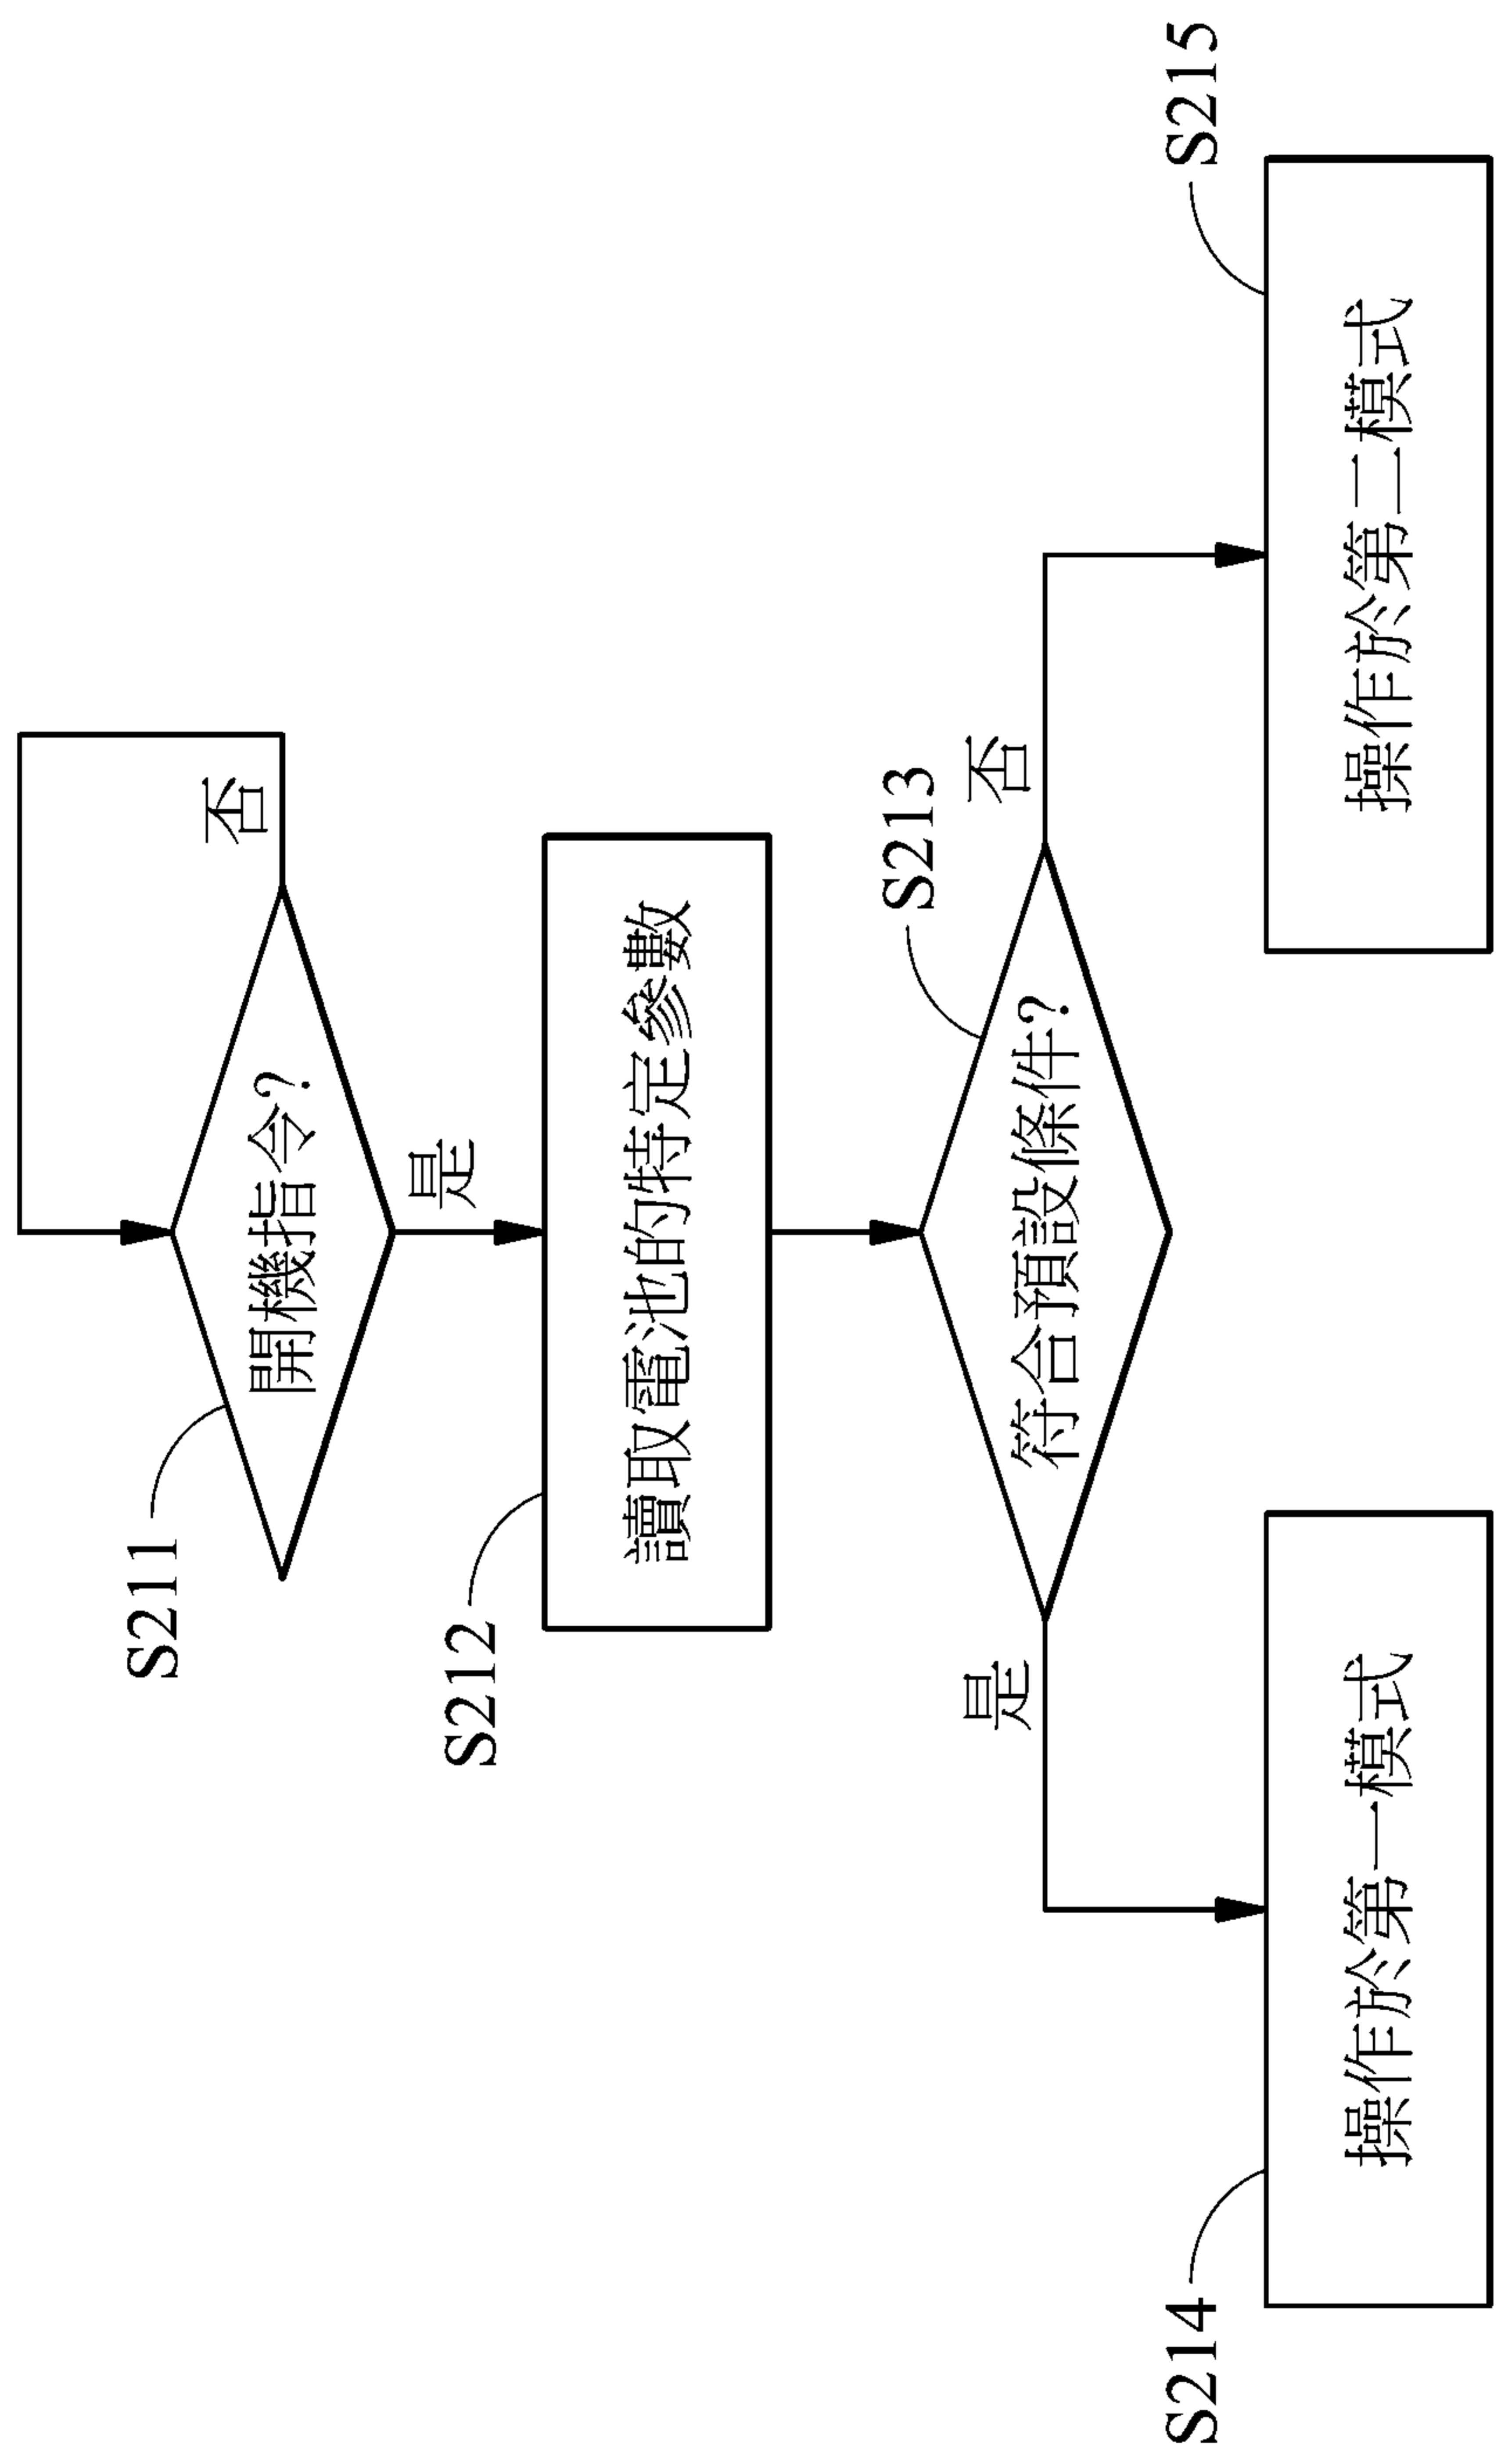 S211
開機指令?
否
是
S212
讀取電池的特定參數
S213
符合預設條件?
是
否
S214
操作於第一模式
S215
操作於第二模式